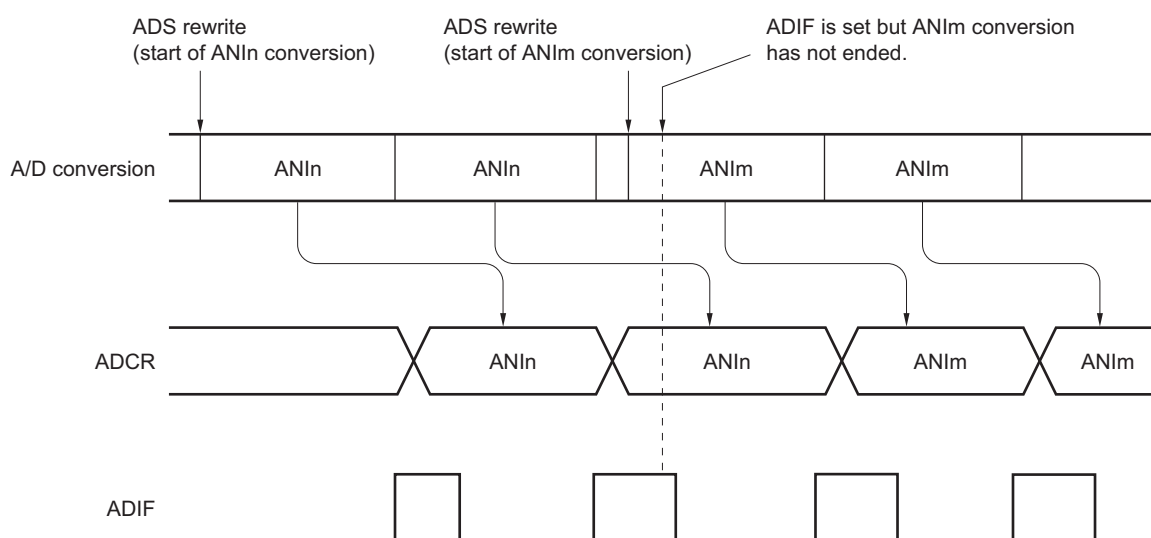 ADS rewrite
(start of ANIn conversion)
ADS rewrite
(start of ANIm conversion)
ADIF is set but ANIm conversion
has not ended.
A/D conversion
ANIn
ANIn
ANIm
ANIm
ADCR
ANIn
ANIn
ANIm
ANIm
ADIF